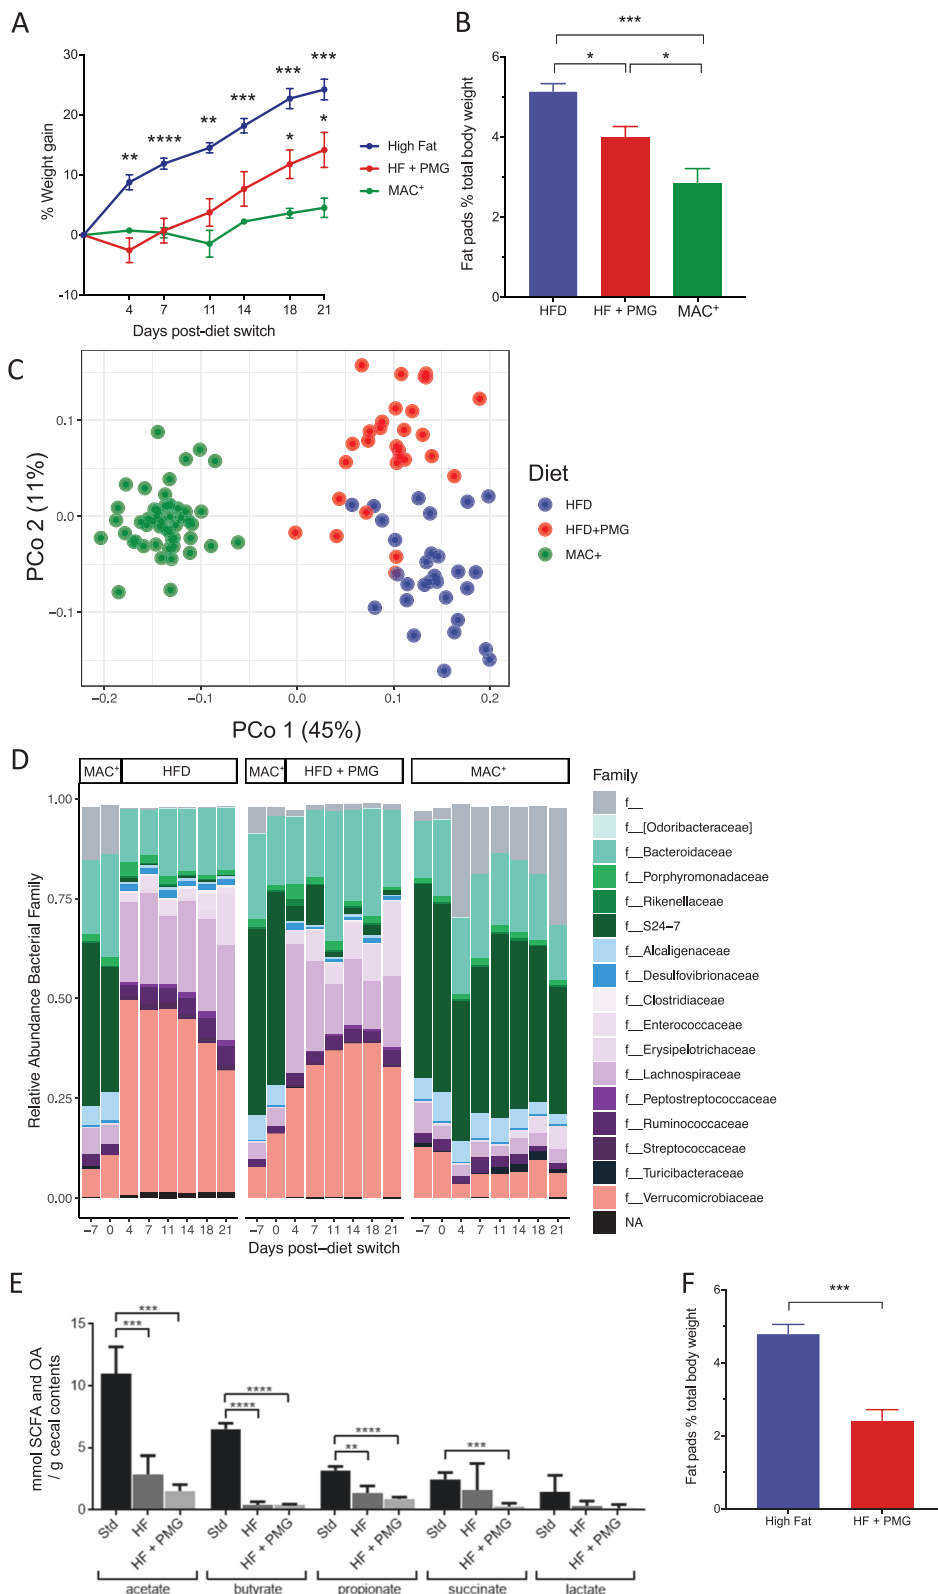 A
30
20
10
0
-10
% Weight gain
** **** ** *** *** ***
* *
High Fat
HF + PMG
MAC⁺
4 7 11 14 18 21
Days post-diet switch
B
***
* *
6
4
2
0
Fat pads % total body weight
HFD HF + PMG MAC⁺
C
0.1
0.0
−0.1
PCo 2 (11%)
−0.2 −0.1 0.0 0.1 0.2
PCo 1 (45%)
Diet
HFD
HFD+PMG
MAC+
D
MAC⁺ HFD MAC⁺ HFD + PMG MAC⁺
1.00
0.75
0.50
0.25
0.00
Relative Abundance Bacterial Family
−7 0 4 7 11 14 18 21 −7 0 4 7 11 14 18 21 −7 0 4 7 11 14 18 21
Days post−diet switch
Family
f__
f__[Odoribacteraceae]
f__Bacteroidaceae
f__Porphyromonadaceae
f__Rikenellaceae
f__S24−7
f__Alcaligenaceae
f__Desulfovibrionaceae
f__Clostridiaceae
f__Enterococcaceae
f__Erysipelotrichaceae
f__Lachnospiraceae
f__Peptostreptococcaceae
f__Ruminococcaceae
f__Streptococcaceae
f__Turicibacteraceae
f__Verrucomicrobiaceae
NA
E
15
10
5
0
mmol SCFA and OA
/ g cecal contents
***
***
****
****
****
**
***
Std HF HF + PMG Std HF HF + PMG Std HF HF + PMG Std HF HF + PMG Std HF HF + PMG
acetate butyrate propionate succinate lactate
F
***
6
4
2
0
Fat pads % total body weight
High Fat HF + PMG